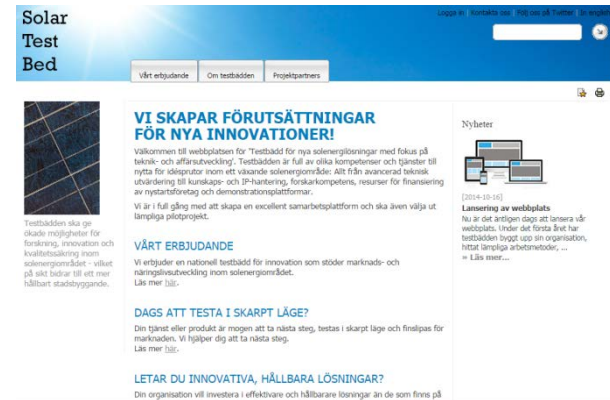 Solar
Test
Bed
Logga in | Kontakta oss | Följ oss på Twitter | In english
Vårt erbjudande
Om testbädden
Projektpartners
Testbädden ska ge
ökade möjligheter för
forskning, innovation och
kvalitetssäkring inom
solenergiområdet - vilket
på sikt bidrar till ett mer
hållbart stadsbyggande.
VI SKAPAR FÖRUTSÄTTNINGAR
FÖR NYA INNOVATIONER!
Välkommen till webbplatsen för 'Testbädd för nya solenergilösningar med fokus på
teknik- och affärsutveckling'. Testbädden är full av olika kompetenser och tjänster till
nytta för idésprutor inom ett växande solenergiområde: Allt från avancerad teknisk
utvärdering till kunskaps- och IP-hantering, forskarkompetens, resurser för finansiering
av nystartsföretag och demonstrationsplattformar.
Vi är i full gång med att skapa en excellent samarbetsplattform och ska även välja ut
lämpliga pilotprojekt.
VÅRT ERBJUDANDE
Vi erbjuder en nationell testbädd för innovation som stöder marknads- och
näringslivsutveckling inom solenergiområdet.
Läs mer här.
DAGS ATT TESTA I SKARPT LÄGE?
Din tjänst eller produkt är mogen att ta nästa steg, testas i skarpt läge och finslipas för
marknaden. Vi hjälper dig att ta nästa steg.
Läs mer här.
LETAR DU INNOVATIVA, HÅLLBARA LÖSNINGAR?
Din organisation vill investera i effektivare och hållbarare lösningar än de som finns på
Nyheter
[2014-10-16]
Lansering av webbplats
Nu är det äntligen dags att lansera vår
webbplats. Under det första året har
testbädden byggt upp sin organisation,
hittat lämpliga arbetsmetoder, ...
» Läs mer...